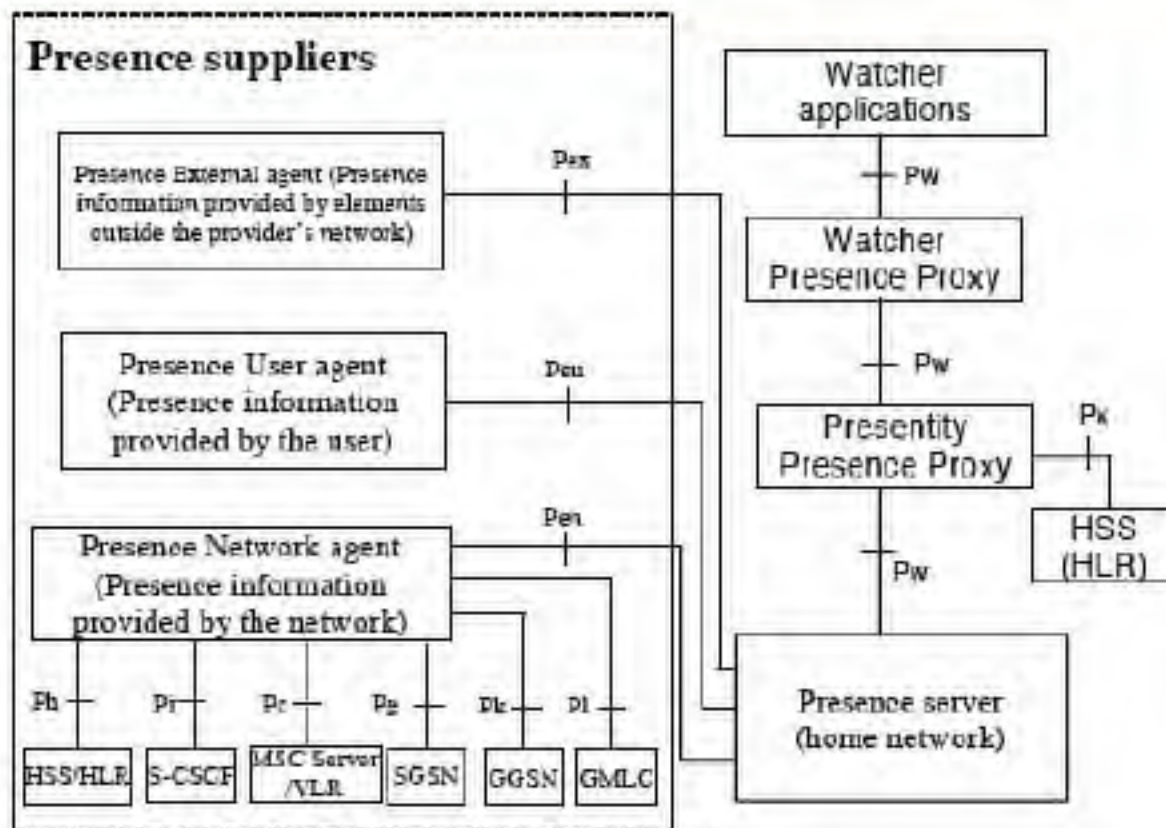 Presence suppliers
Presence External agent (Presence
information provided by elements
outside the provider's network)
Pex
Presence User agent
(Presence information
provided by the user)
Peu
Presence Network agent
(Presence information
provided by the network)
Ph
Pc
Pg
Pk
Pl
HSS/HLR
S-CSCF
MSC Server
/VLR
SGSN
GGSN
GMLC
Watcher
applications
Pw
Watcher
Presence Proxy
Pw
Presentity
Presence Proxy
Pw
HSS
(HLR)
Presence server
(home network)